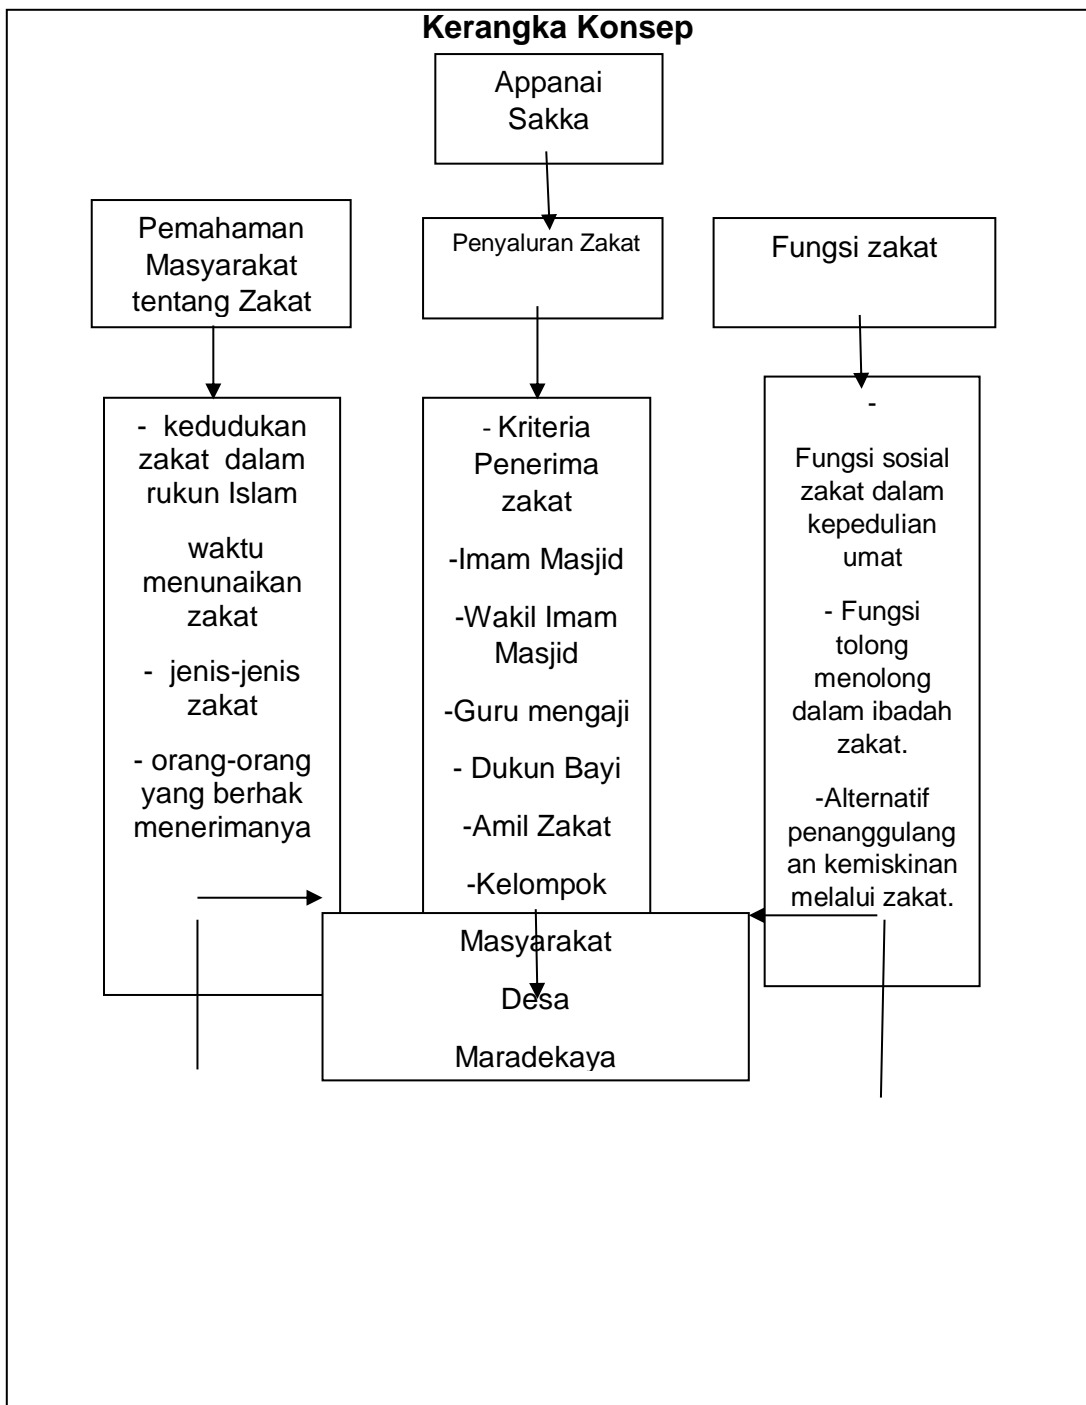 Kerangka Konsep
Appanai
Sakka
Pemahaman
Masyarakat
tentang Zakat
Penyaluran Zakat
Fungsi zakat
- kedudukan
zakat dalam
rukun Islam
waktu
menunaikan
zakat
- jenis-jenis
zakat
- orang-orang
yang berhak
menerimanya
- Kriteria
Penerima
zakat
-Imam Masjid
-Wakil Imam
Masjid
-Guru mengaji
- Dukun Bayi
-Amil Zakat
-Kelompok
-
Fungsi sosial
zakat dalam
kepedulian
umat
- Fungsi
tolong
menolong
dalam ibadah
zakat.
-Alternatif
penanggulang
an kemiskinan
melalui zakat.
Masyarakat
Desa
Maradekaya